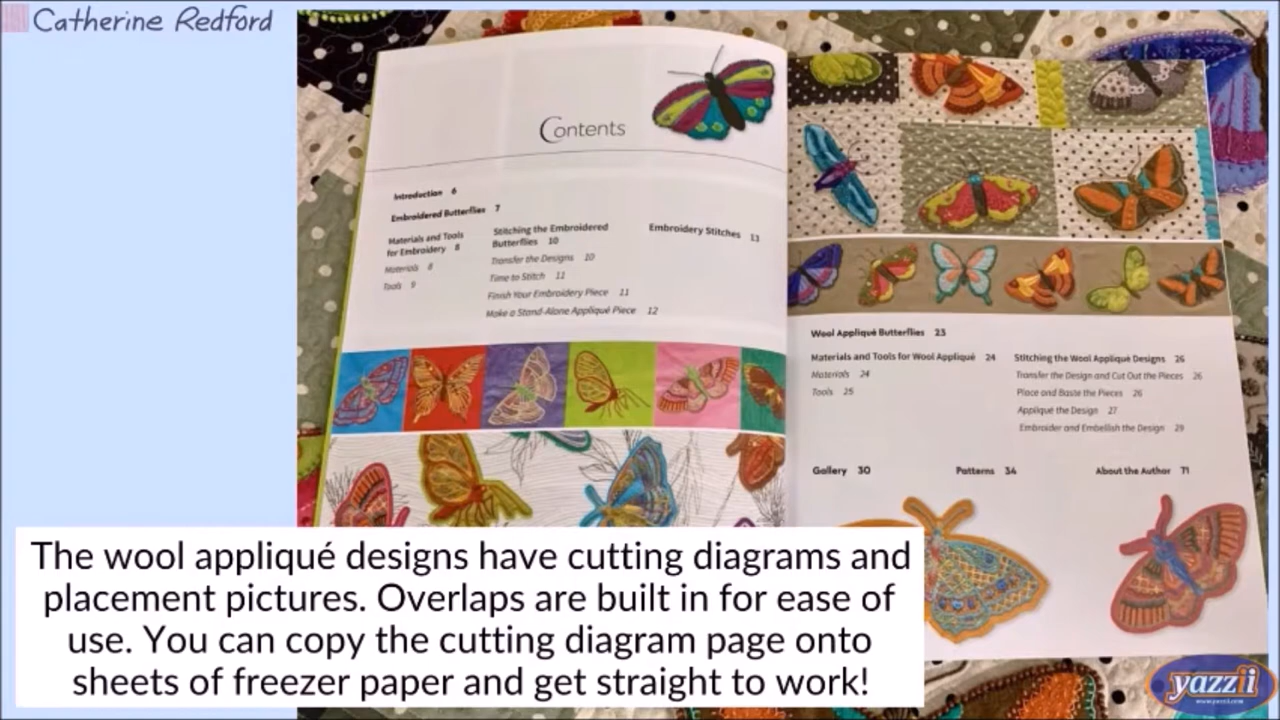 Catherine Redford
Contents
Introduction 6
Embroidered Butterflies 7
Materials and Tools
for Embroidery 8
Materials 8
Tools 9
Stitching the Embroidered
Butterflies 10
Transfer the Designs 10
Time to Stitch 11
Finish Your Embroidery Piece 11
Make a Stand-Alone Appliqué Piece 12
Embroidery Stitches 13
Wool Appliqué Butterflies 23
Materials and Tools for Wool Appliqué 24
Materials 24
Tools 25
Stitching the Wool Appliqué Designs 26
Transfer the Design and Cut Out the Pieces 26
Place and Baste the Pieces 26
Appliqué the Design 27
Embroider and Embellish the Design 29
Gallery 30
Patterns 34
About the Author 71
The wool appliqué designs have cutting diagrams and
placement pictures. Overlaps are built in for ease of
use. You can copy the cutting diagram page onto
sheets of freezer paper and get straight to work!
yazzii
www.yazzii.com